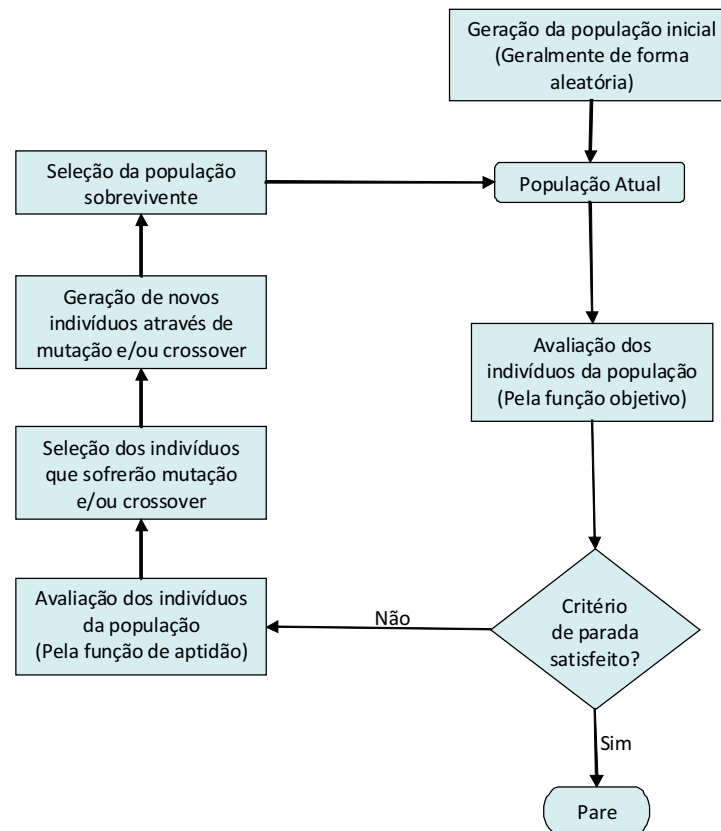 Geração da população inicial
(Geralmente de forma
aleatória)
População Atual
Avaliação dos
indivíduos da população
(Pela função objetivo)
Critério
de parada
satisfeito?
Sim
Pare
Não
Avaliação dos indivíduos
da população
(Pela função de aptidão)
Seleção dos indivíduos
que sofrerão mutação
e/ou crossover
Geração de novos
indivíduos através de
mutação e/ou crossover
Seleção da população
sobrevivente